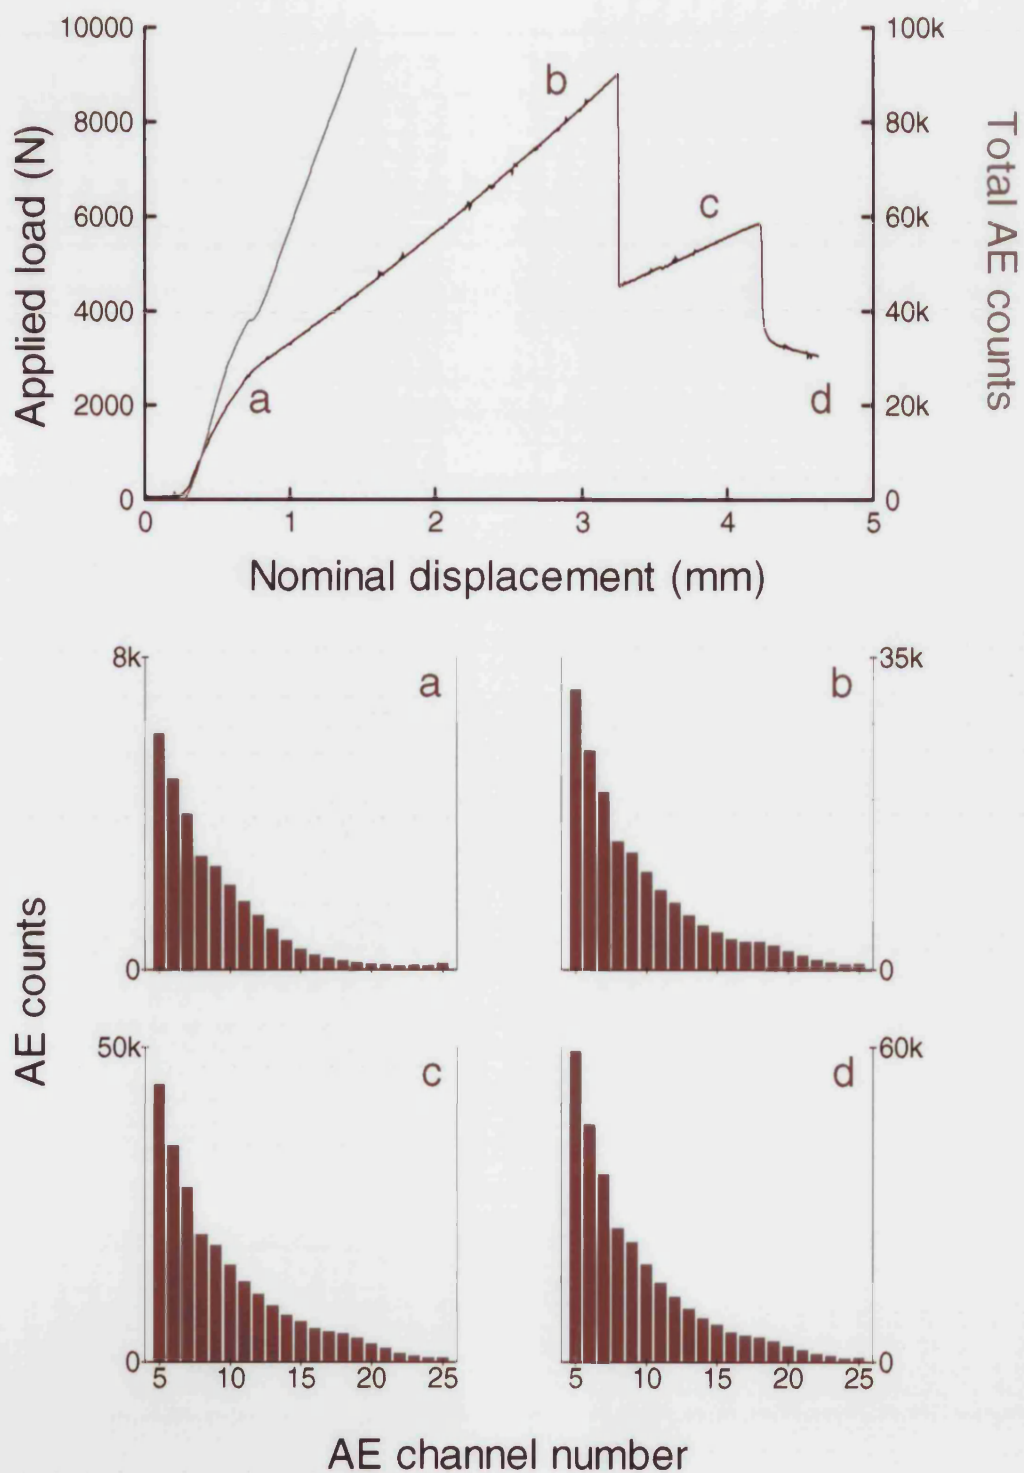 10000
8000
6000
4000
2000
0
Applied load (N)
100k
80k
60k
40k
20k
0
Total AE counts
a
b
c
d
0 1 2 3 4 5
Nominal displacement (mm)
AE counts
8k
0
a
35k
0
b
50k
0
c
5 10 15 20 25
60k
0
d
5 10 15 20 25
AE channel number